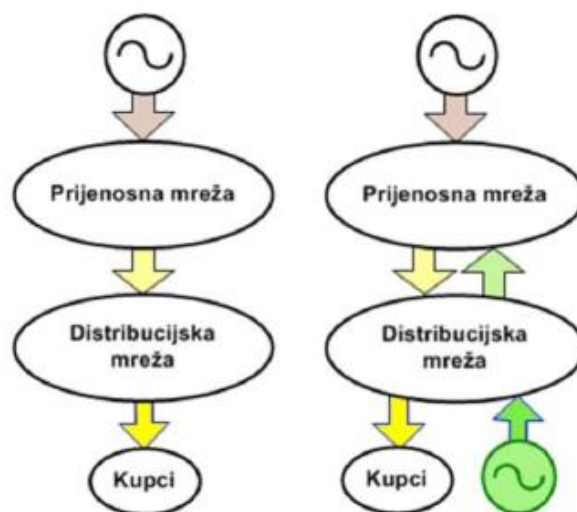 Prijenosna mreža
Distribucijska
mreža
Kupci
Prijenosna mreža
Distribucijska
mreža
Kupci